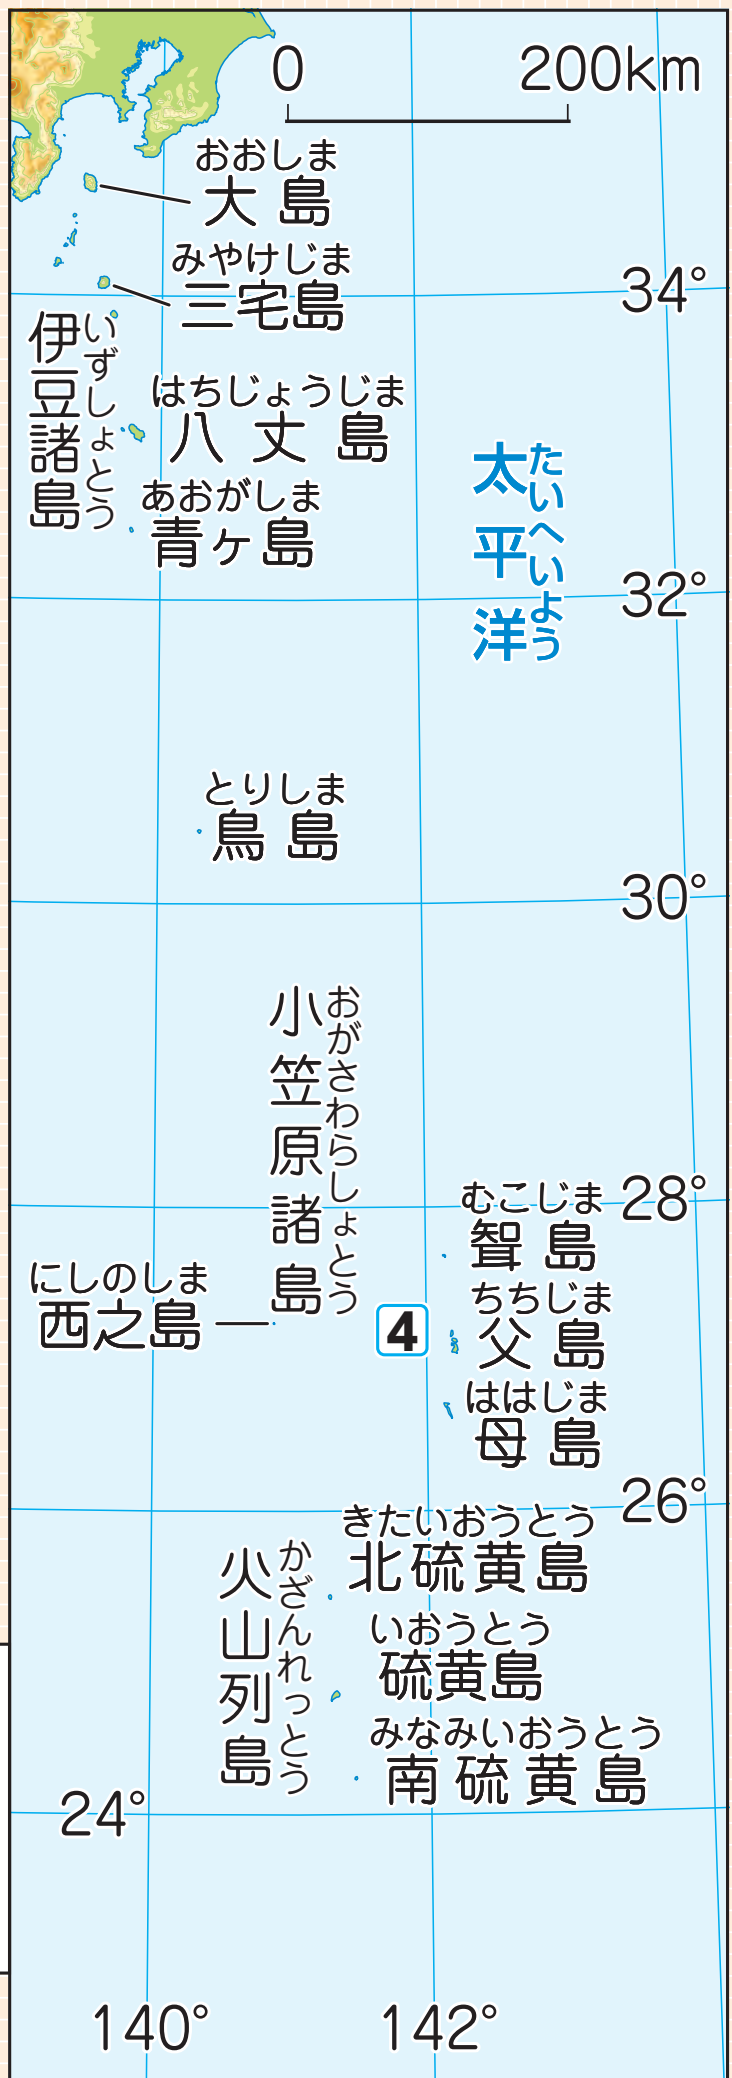 0 200km
おおしま
大島
みやけじま
三宅島
34°
いずしょとう
伊豆諸島
はちじょうじま
八丈島
たいへいよう
太平洋
あおがしま
青ヶ島
32°
とりしま
鳥島
30°
おがさわらしょとう
小笠原諸島
むこじま
聟島
28°
にしのしま
西之島
4
ちちじま
父島
ははじま
母島
26°
きたいおうとう
北硫黄島
かざんれっとう
火山列島
いおうとう
硫黄島
みなみいおうとう
南硫黄島
24°
140° 142°